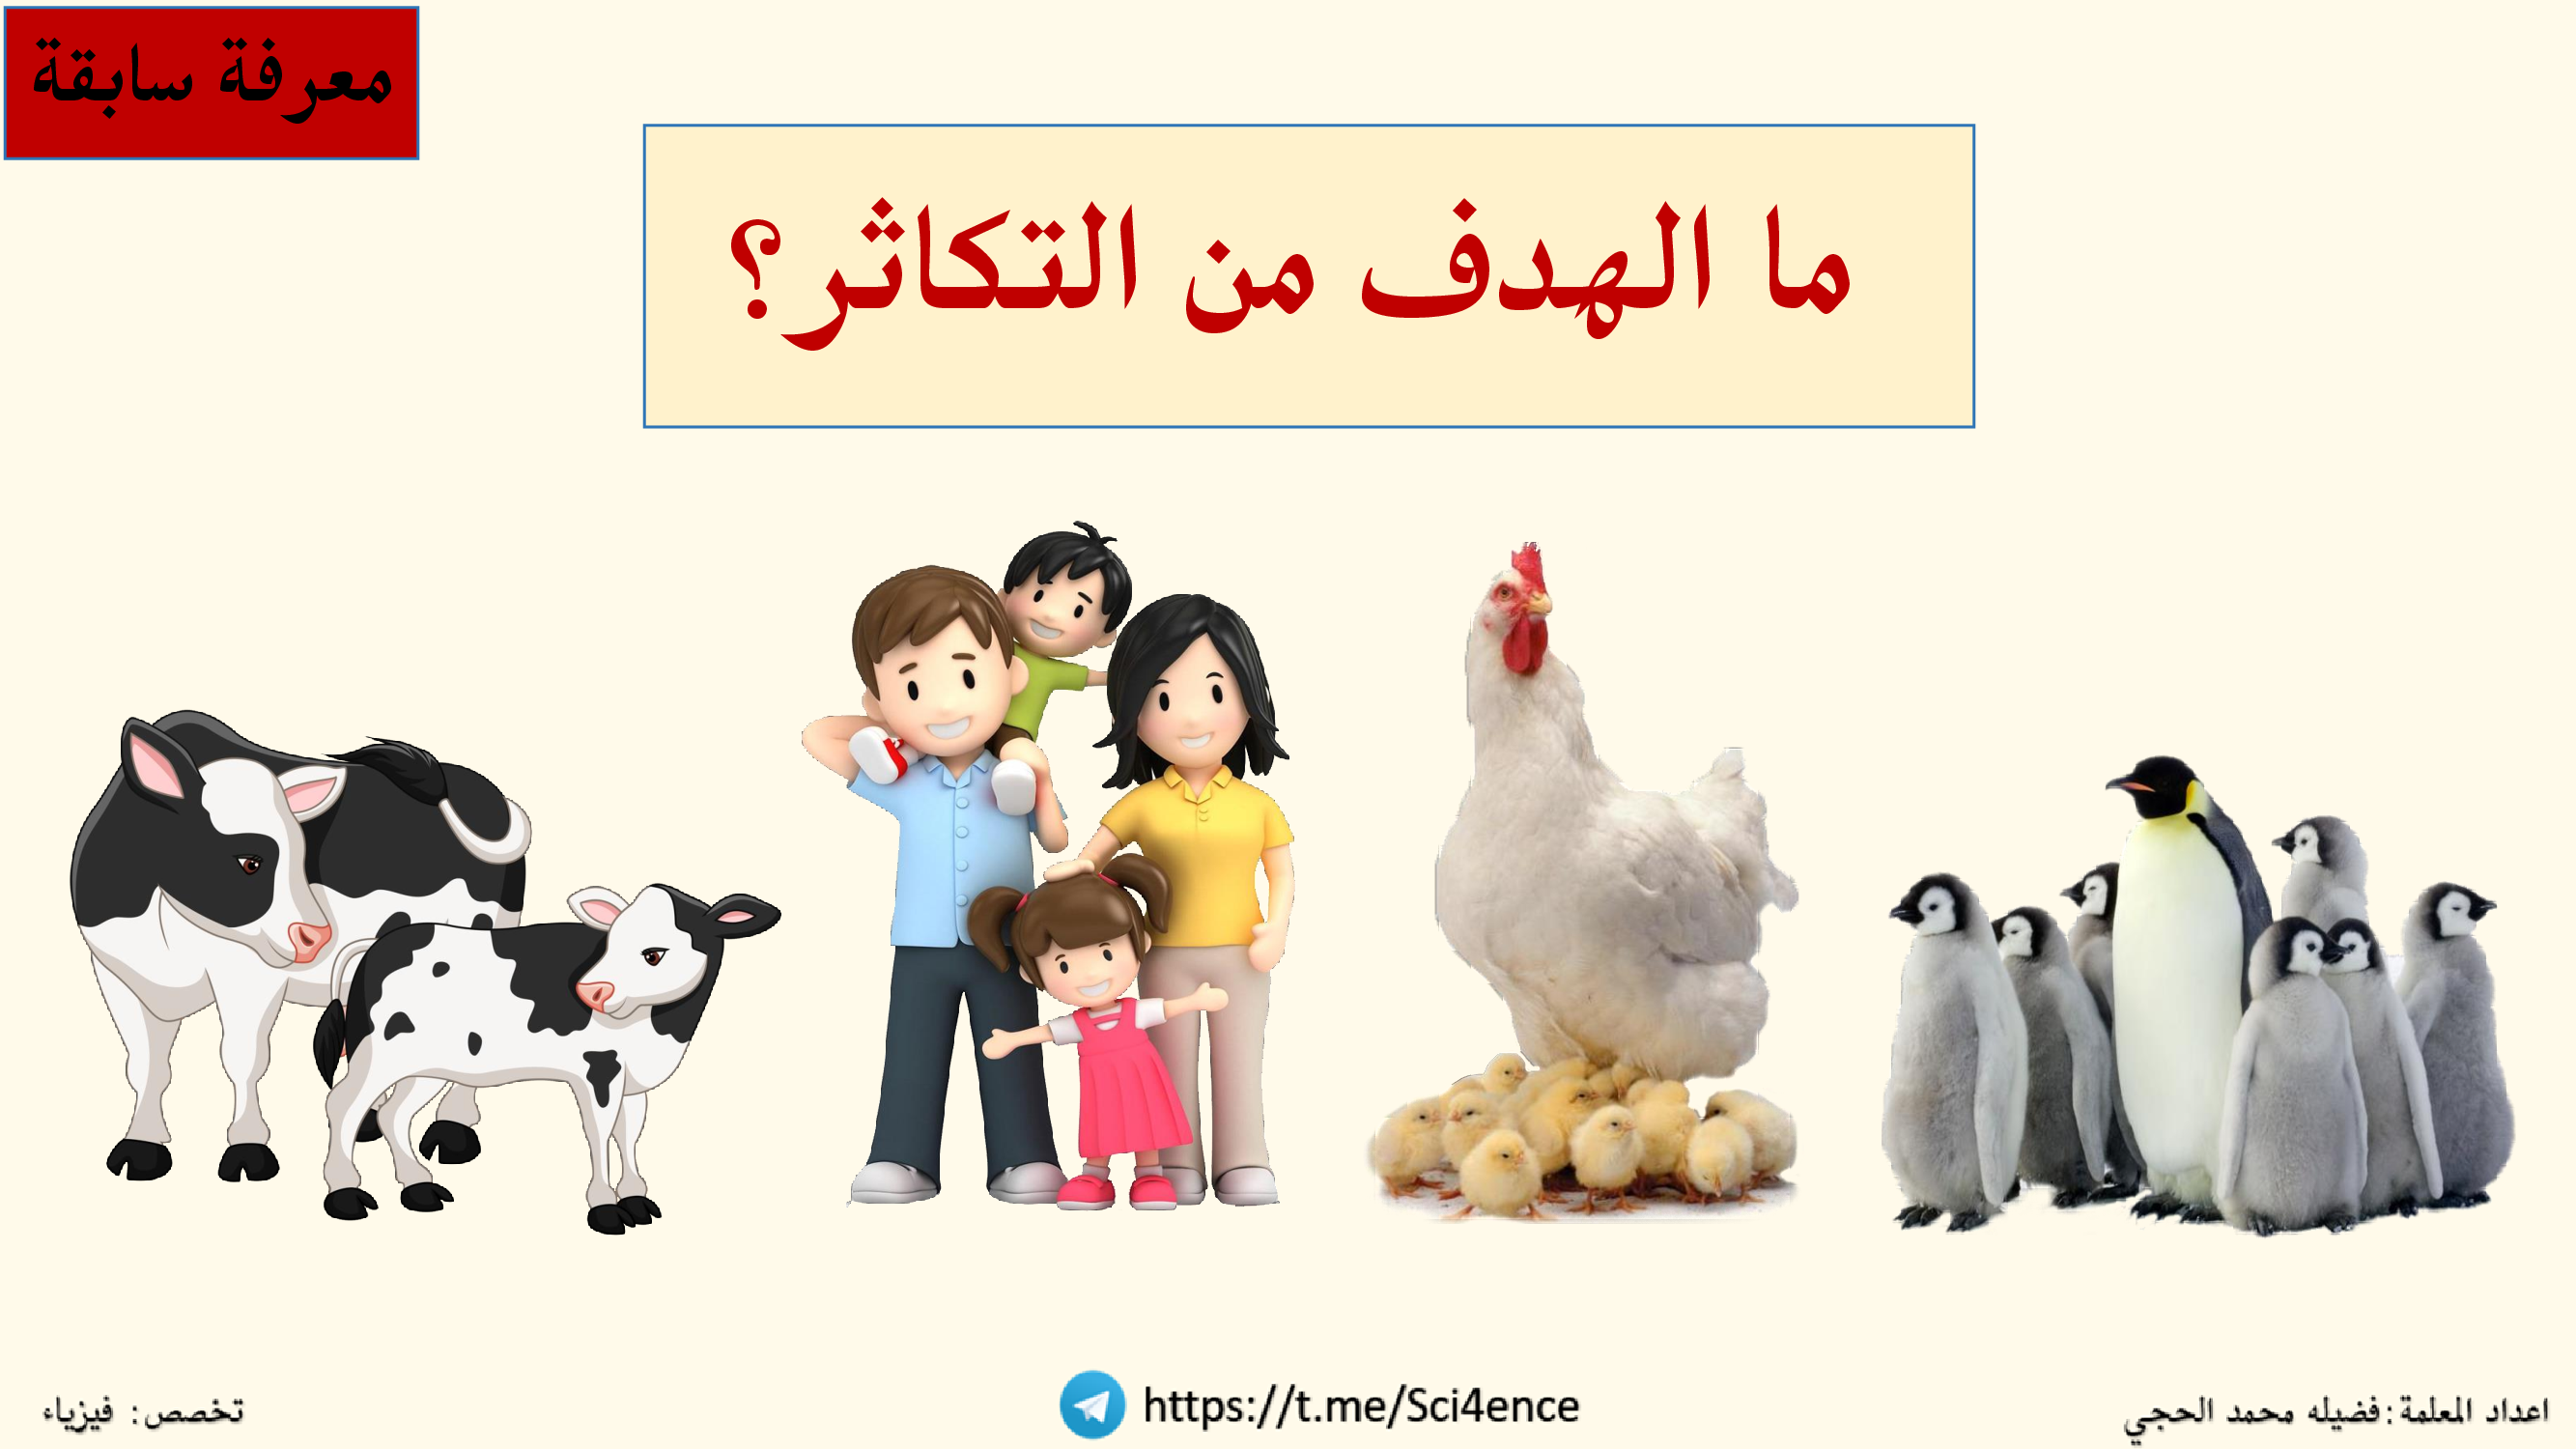 معرفة سابقة
ما الهدف من التكاثر؟
اعداد المعلمة:فضيله محمد الحجي
https://t.me/Sci4ence
تخصص: فيزياء